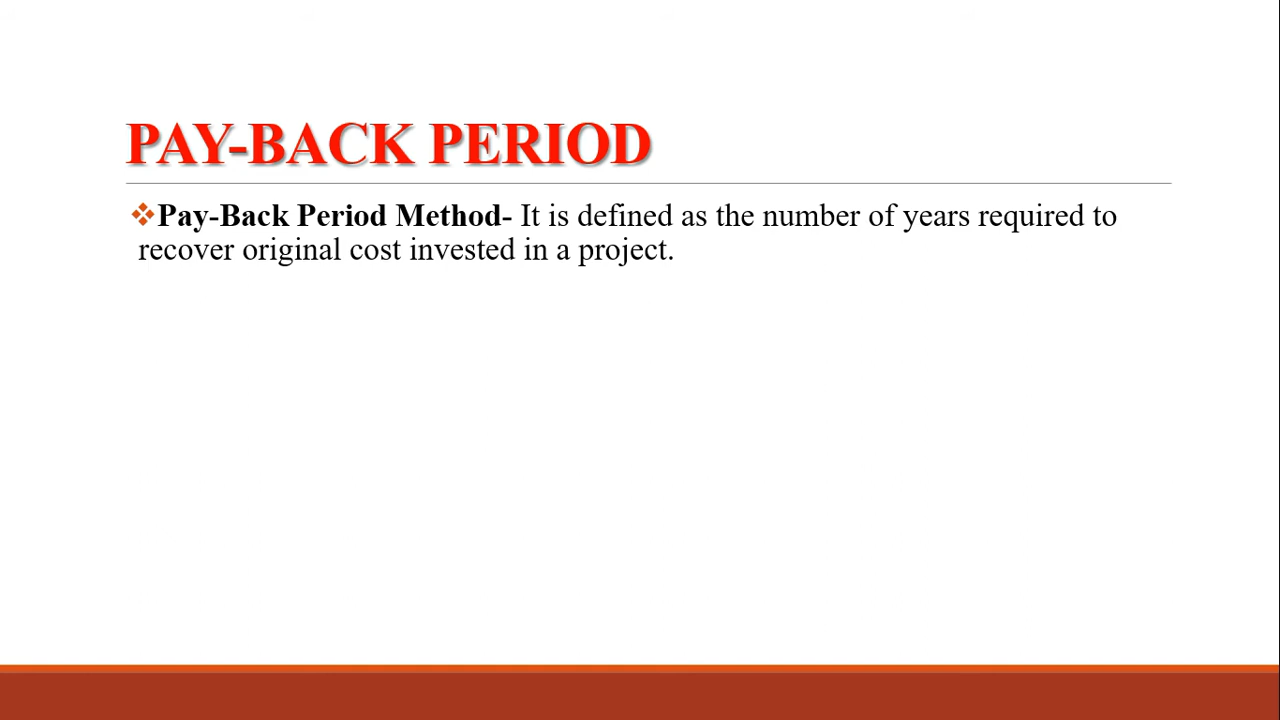 PAY-BACK PERIOD
❖Pay-Back Period Method- It is defined as the number of years required to
recover original cost invested in a project.